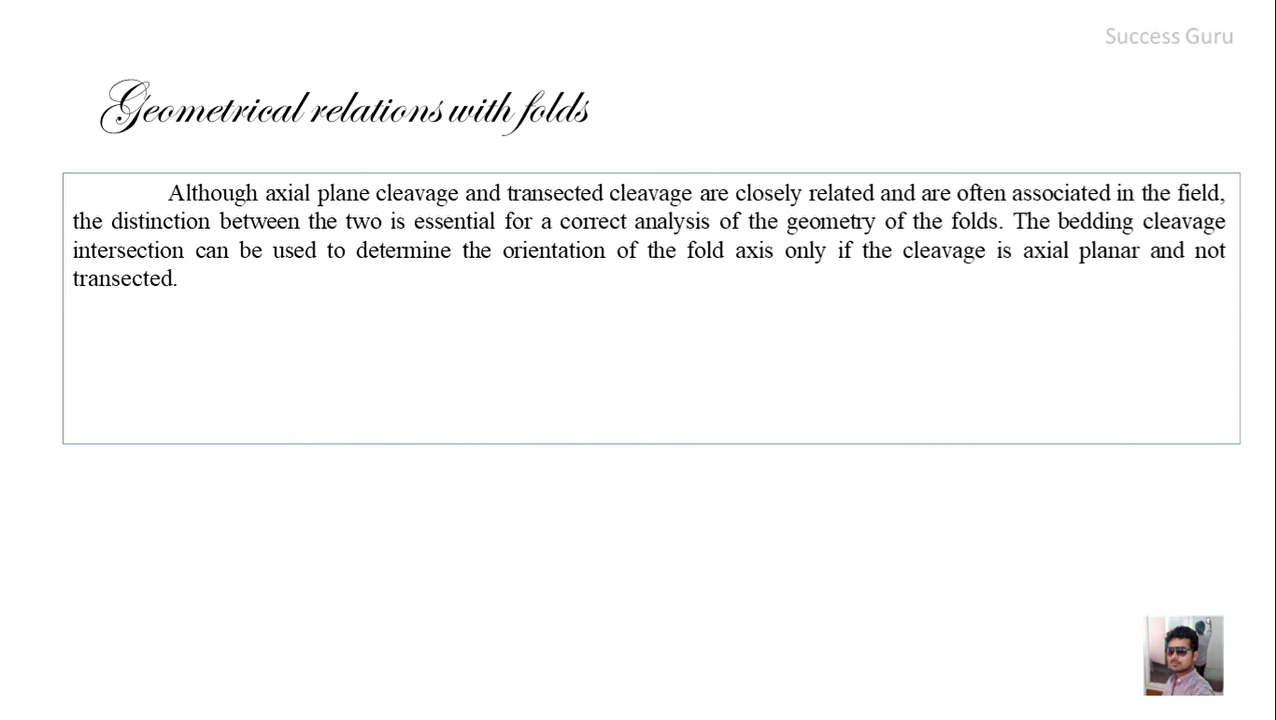 Success Guru
Geometrical relations with folds
Although axial plane cleavage and transected cleavage are closely related and are often associated in the field,
the distinction between the two is essential for a correct analysis of the geometry of the folds. The bedding cleavage
intersection can be used to determine the orientation of the fold axis only if the cleavage is axial planar and not
transected.